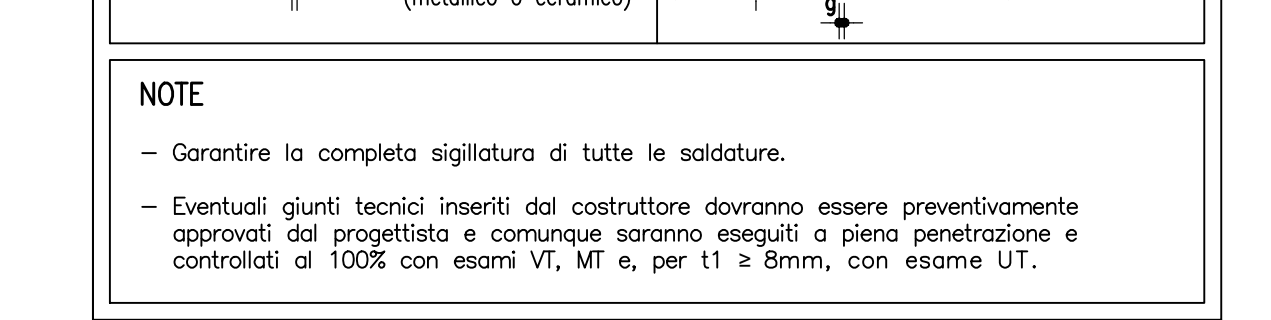 (metallico o ceramico)
g
NOTE
– Garantire la completa sigillatura di tutte le saldature.
– Eventuali giunti tecnici inseriti dal costruttore dovranno essere preventivamente
approvati dal progettista e comunque saranno eseguiti a piena penetrazione e
controllati al 100% con esami VT, MT e, per t1 ≥ 8mm, con esame UT.